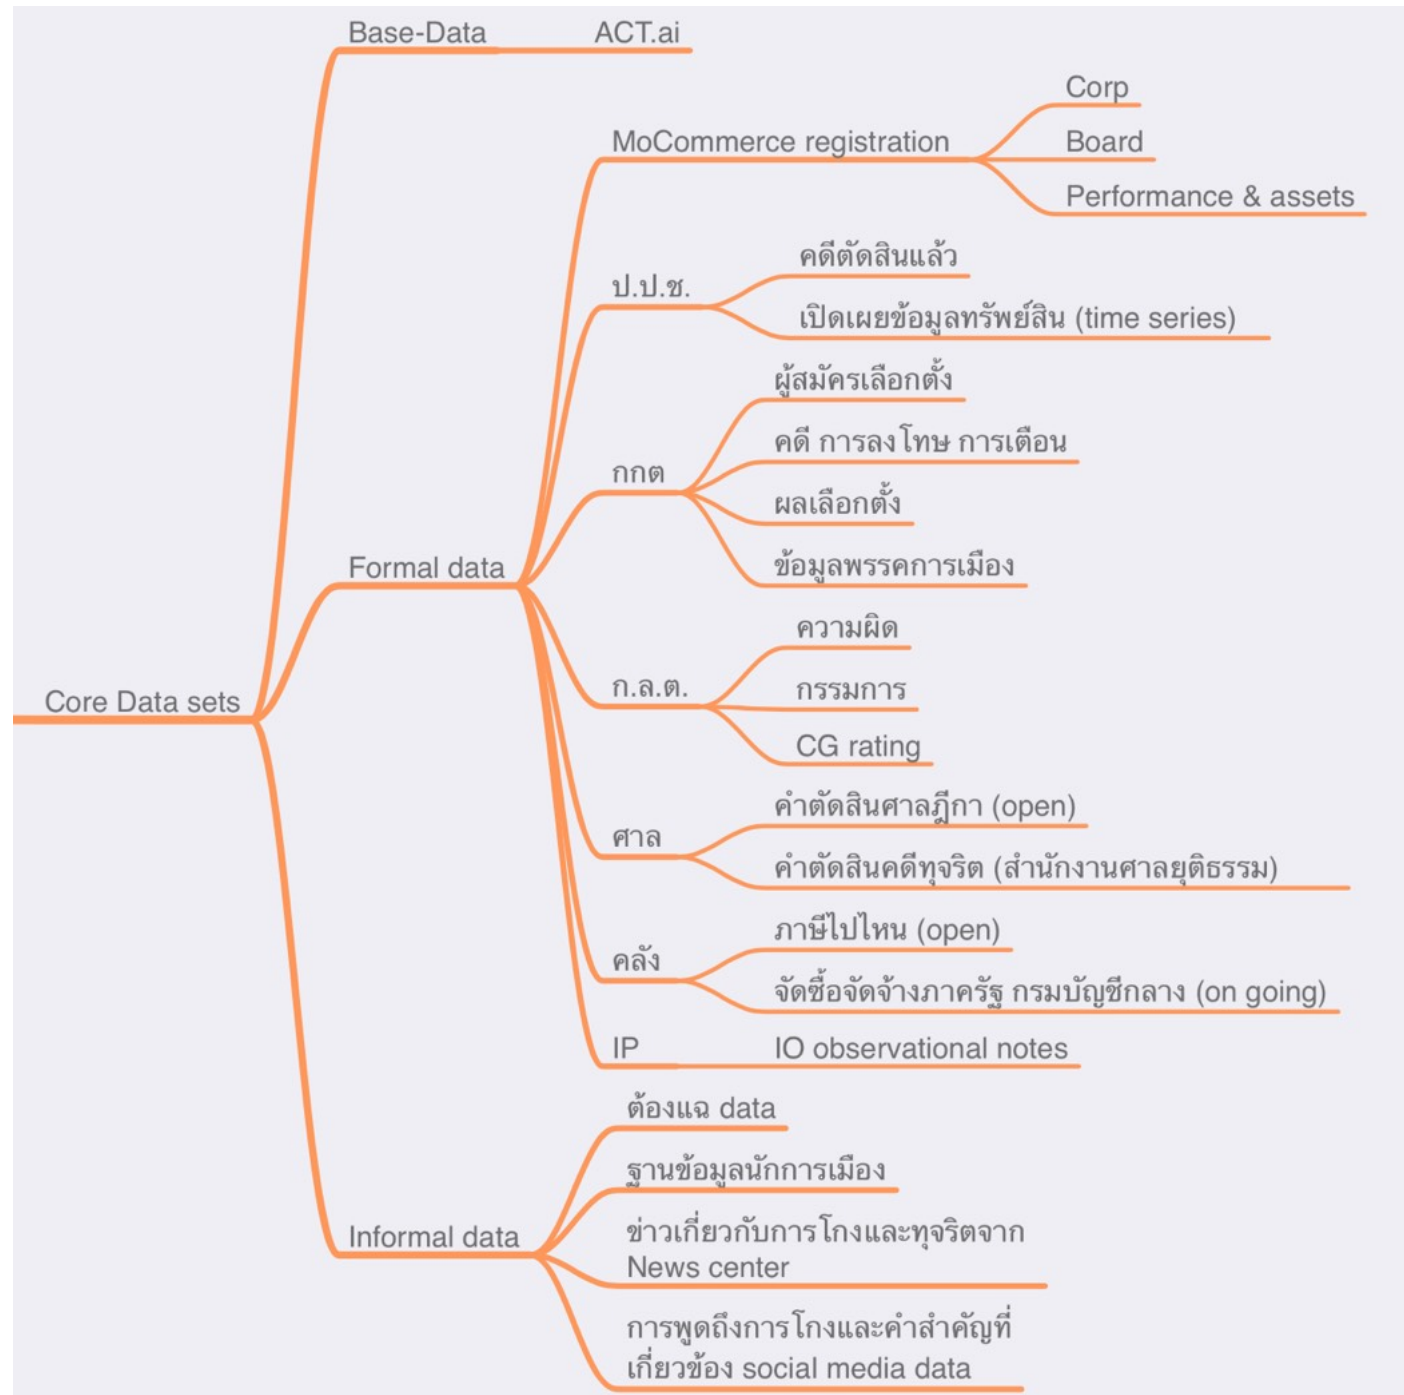 Base-Data
ACT.ai
Corp
MoCommerce registration
Board
Performance & assets
คดีตัดสินแล้ว
ป.ป.ช.
เปิดเผยข้อมูลทรัพย์สิน (time series)
ผู้สมัครเลือกตั้ง
คดี การลงโทษ การเตือน
กกต
ผลเลือกตั้ง
ข้อมูลพรรคการเมือง
Formal data
ความผิด
ก.ล.ต.
กรรมการ
CG rating
Core Data sets
คำตัดสินศาลฎีกา (open)
ศาล
คำตัดสินคดีทุจริต (สำนักงานศาลยุติธรรม)
ภาษีไปไหน (open)
คลัง
จัดซื้อจัดจ้างภาครัฐ กรมบัญชีกลาง (on going)
IP
IO observational notes
ต้องแฉ data
ฐานข้อมูลนักการเมือง
Informal data
ข่าวเกี่ยวกับการโกงและทุจริตจาก
News center
การพูดถึงการโกงและคำสำคัญที่
เกี่ยวข้อง social media data